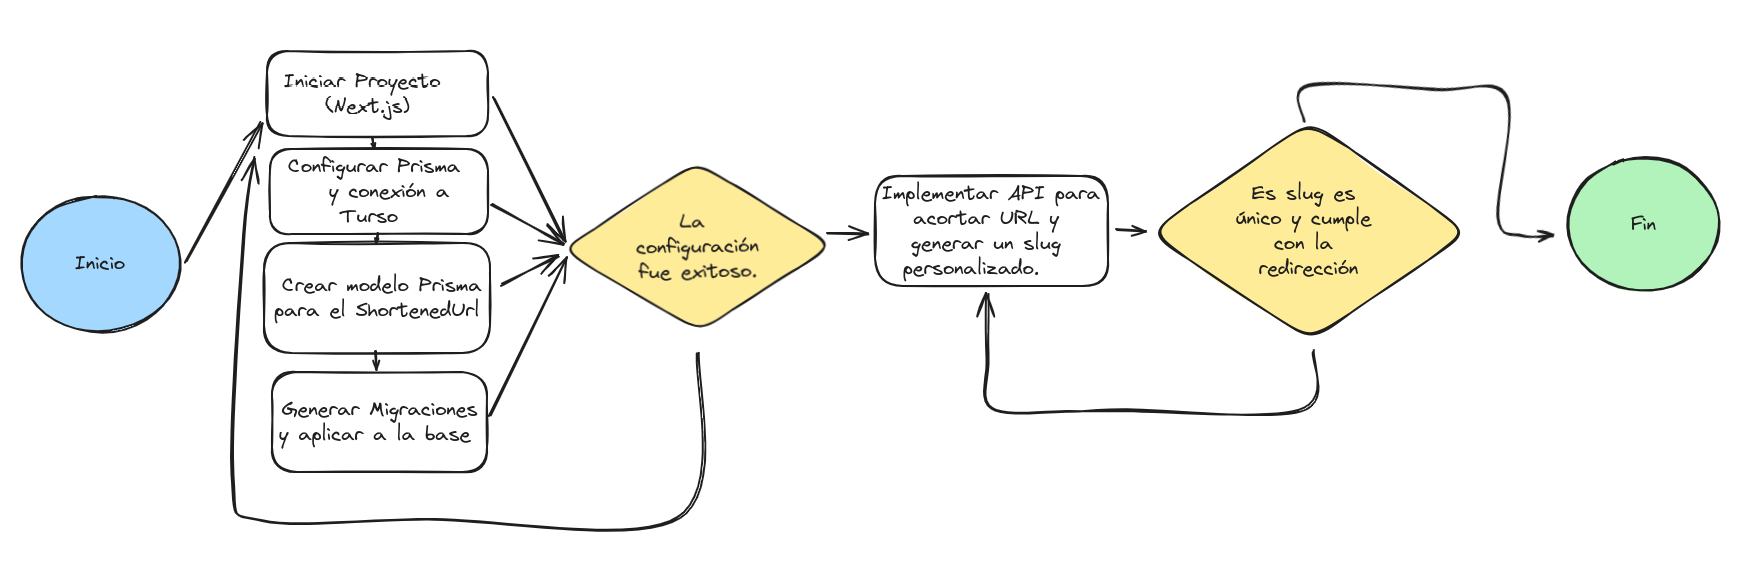 Inicio
Iniciar Proyecto
(Next.js)
Configurar Prisma
y conexión a
Turso
Crear modelo Prisma
para el ShortenedUrl
Generar Migraciones
y aplicar a la base
La
configuración
fue exitoso.
Implementar API para
acortar URL y
generar un slug
personalizado.
Es slug es
único y cumple
con la
redirección
Fin